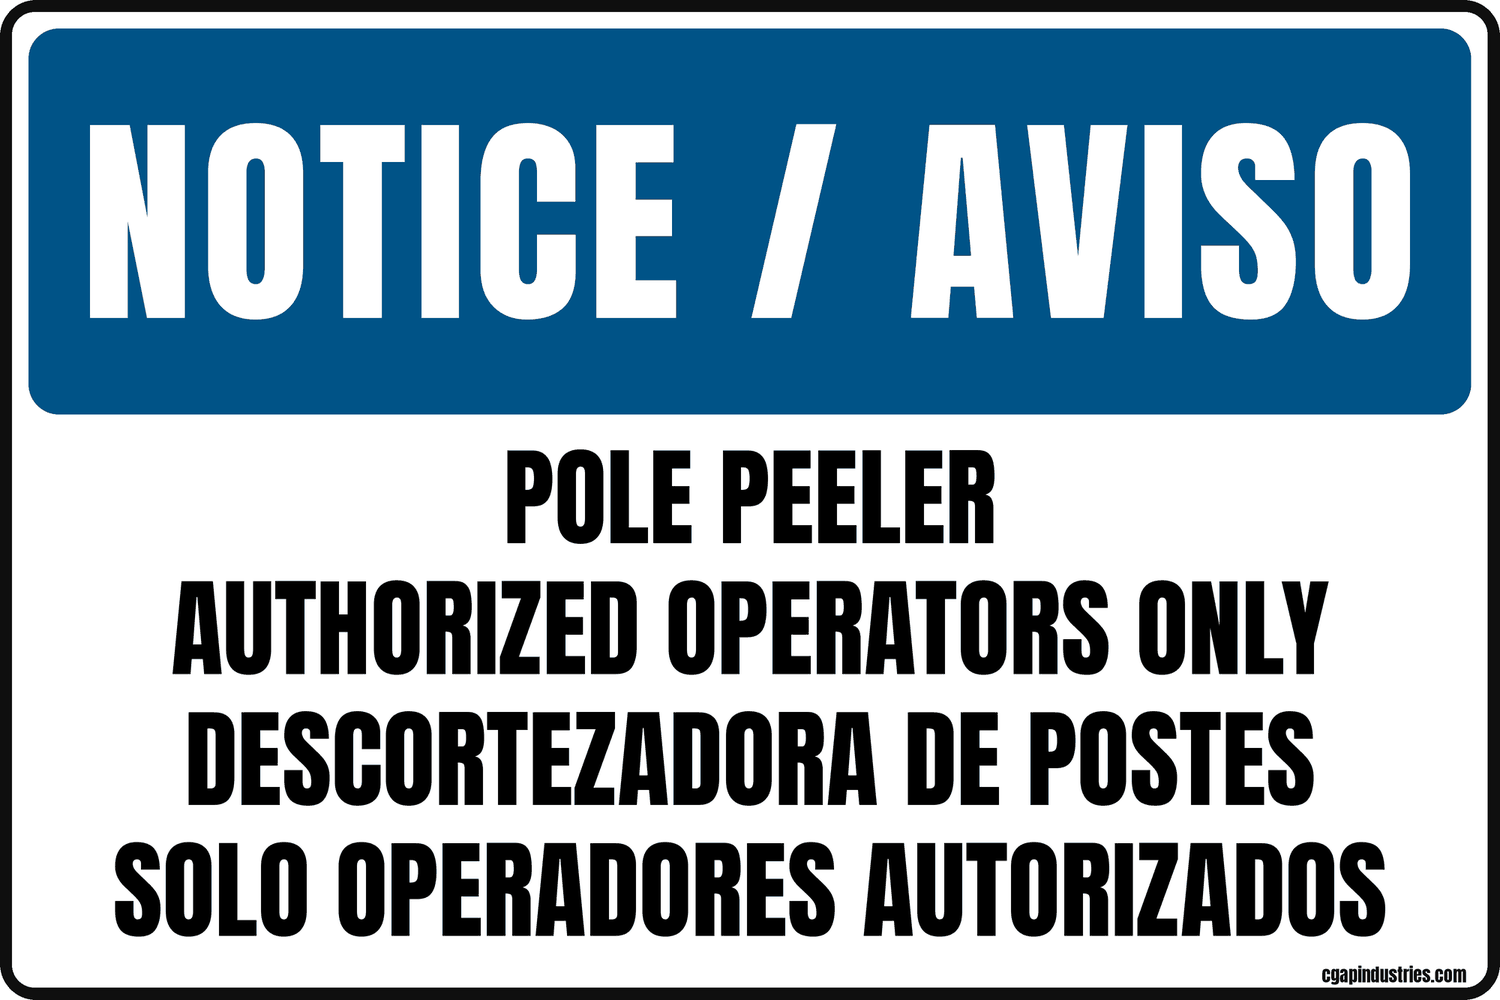 NOTICE / AVISO
POLE PEELER
AUTHORIZED OPERATORS ONLY
DESCORTEZADORA DE POSTES
SOLO OPERADORES AUTORIZADOS
cgapindustries.com